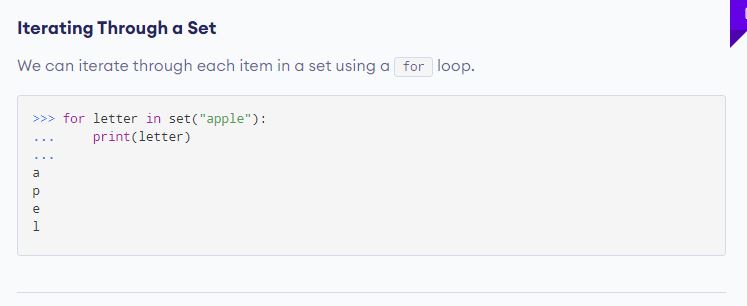 Iterating Through a Set
We can iterate through each item in a set using a for loop.
>>> for letter in set("apple"):
...     print(letter)
...
a
p
e
l